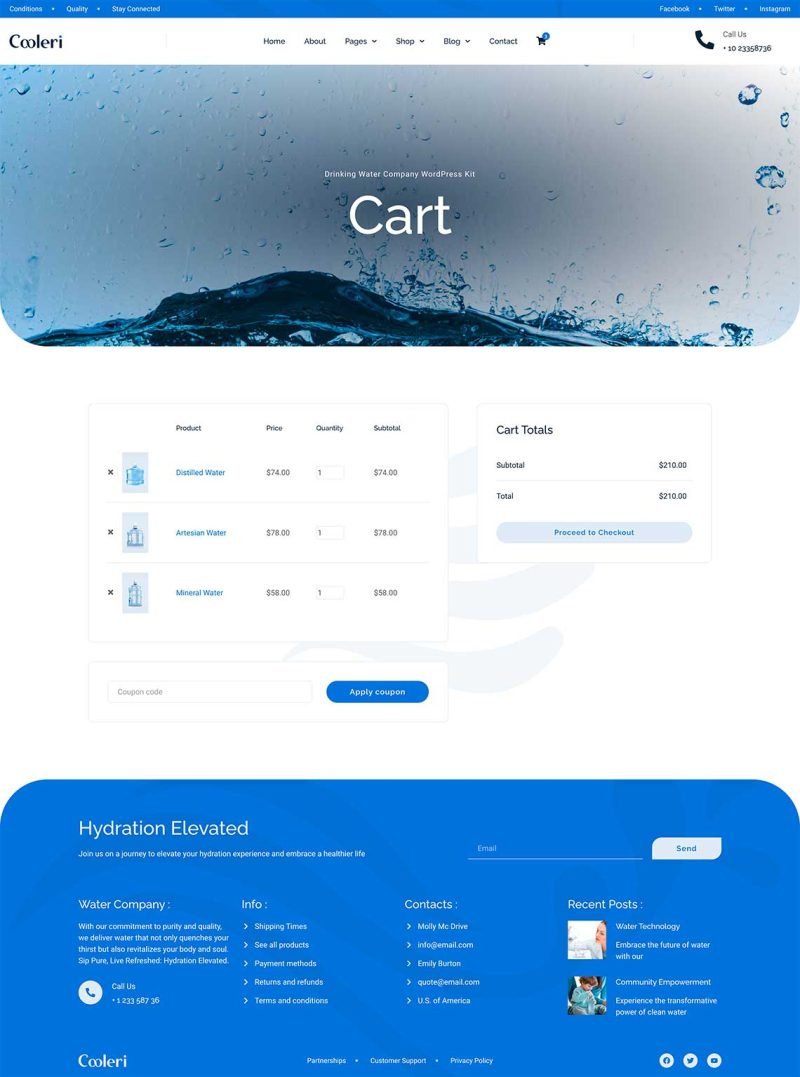 Conditions • Quality • Stay Connected
Facebook • Twitter • Instagram
Cooleri
Home About Pages Shop Blog Contact
Call Us
+ 10 23358736
Drinking Water Company WordPress Kit
Cart
Product Price Quantity Subtotal
× Distilled Water $74.00 1 $74.00
× Artesian Water $78.00 1 $78.00
× Mineral Water $58.00 1 $58.00
Coupon code
Apply coupon
Cart Totals
Subtotal $210.00
Total $210.00
Proceed to Checkout
Hydration Elevated
Join us on a journey to elevate your hydration experience and embrace a healthier life
Email
Send
Water Company :
With our commitment to purity and quality,
we deliver water that not only quenches your
thirst but also revitalizes your body and soul.
Sip Pure, Live Refreshed: Hydration Elevated.
Call Us
+ 1 233 587 36
Info :
Shipping Times
See all products
Payment methods
Returns and refunds
Terms and conditions
Contacts :
Molly Mc Drive
info@email.com
Emily Burton
quote@email.com
U.S. of America
Recent Posts :
Water Technology
Embrace the future of water
with our
Community Empowerment
Experience the transformative
power of clean water
Cooleri
Partnerships • Customer Support • Privacy Policy